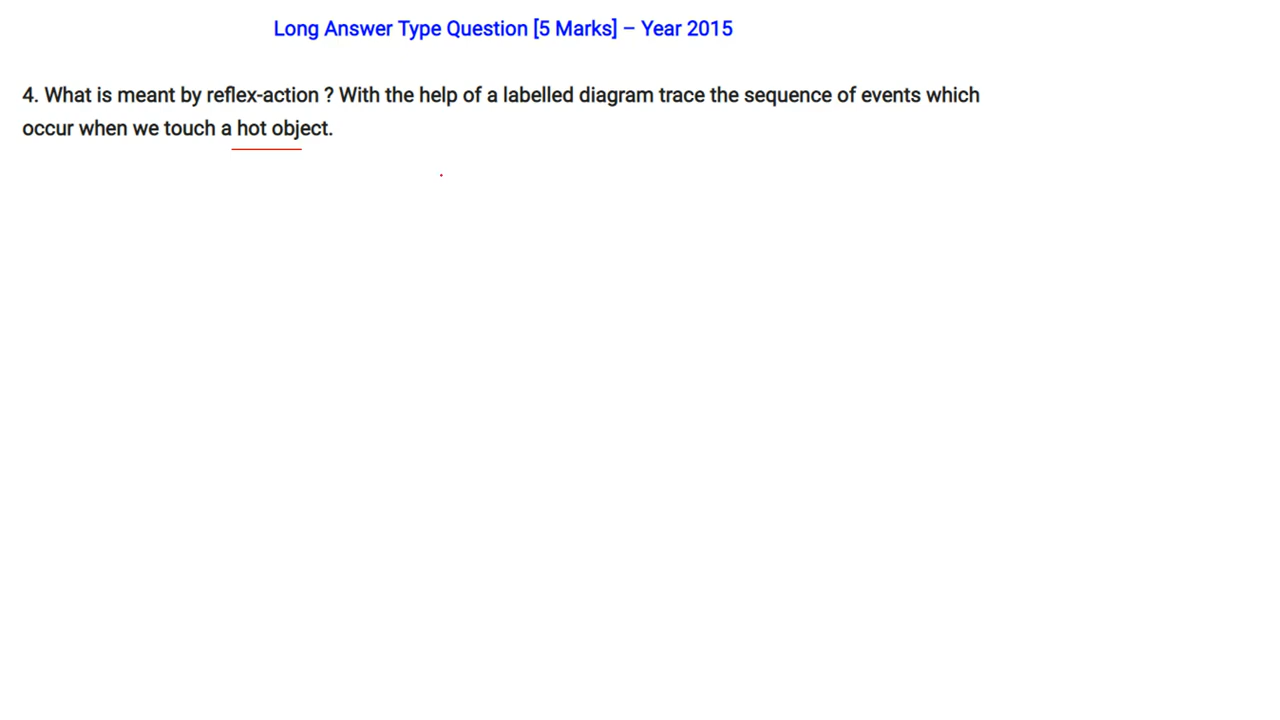 Long Answer Type Question [5 Marks] – Year 2015
4. What is meant by reflex-action ? With the help of a labelled diagram trace the sequence of events which
occur when we touch a hot object.